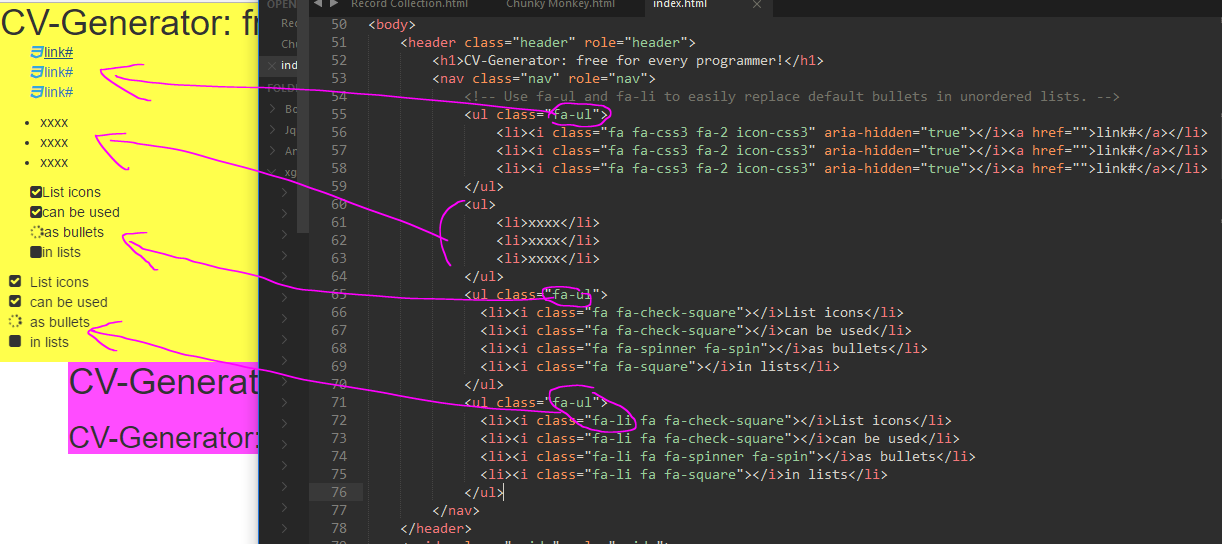 OPEN
Rec
Cho
ind
FOLD
Bo
Jq
Ar
xg
Record Collection.html
Chunky Monkey.html
index.html
CV-Generator: fr
link#
link#
link#
xxxx
xxxx
xxxx
List icons
can be used
as bullets
in lists
List icons
can be used
as bullets
in lists
CV-Generat
CV-Generator:
50 <body>
51 <header class="header" role="header">
52 <h1>CV-Generator: free for every programmer!</h1>
53 <nav class="nav" role="nav">
54 <!-- Use fa-ul and fa-li to easily replace default bullets in unordered lists. -->
55 <ul class="fa-ul">
56 <li><i class="fa fa-css3 fa-2 icon-css3" aria-hidden="true"></i><a href="">link#</a></li>
57 <li><i class="fa fa-css3 fa-2 icon-css3" aria-hidden="true"></i><a href="">link#</a></li>
58 <li><i class="fa fa-css3 fa-2 icon-css3" aria-hidden="true"></i><a href="">link#</a></li>
59 </ul>
60 <ul>
61 <li>xxxx</li>
62 <li>xxxx</li>
63 <li>xxxx</li>
64 </ul>
65 <ul class="fa-ul">
66 <li><i class="fa fa-check-square"></i>List icons</li>
67 <li><i class="fa fa-check-square"></i>can be used</li>
68 <li><i class="fa fa-spinner fa-spin"></i>as bullets</li>
69 <li><i class="fa fa-square"></i>in lists</li>
70 </ul>
71 <ul class="fa-ul">
72 <li><i class="fa-li fa fa-check-square"></i>List icons</li>
73 <li><i class="fa-li fa fa-check-square"></i>can be used</li>
74 <li><i class="fa-li fa fa-spinner fa-spin"></i>as bullets</li>
75 <li><i class="fa-li fa fa-square"></i>in lists</li>
76 </ul>
77 </nav>
78 </header>